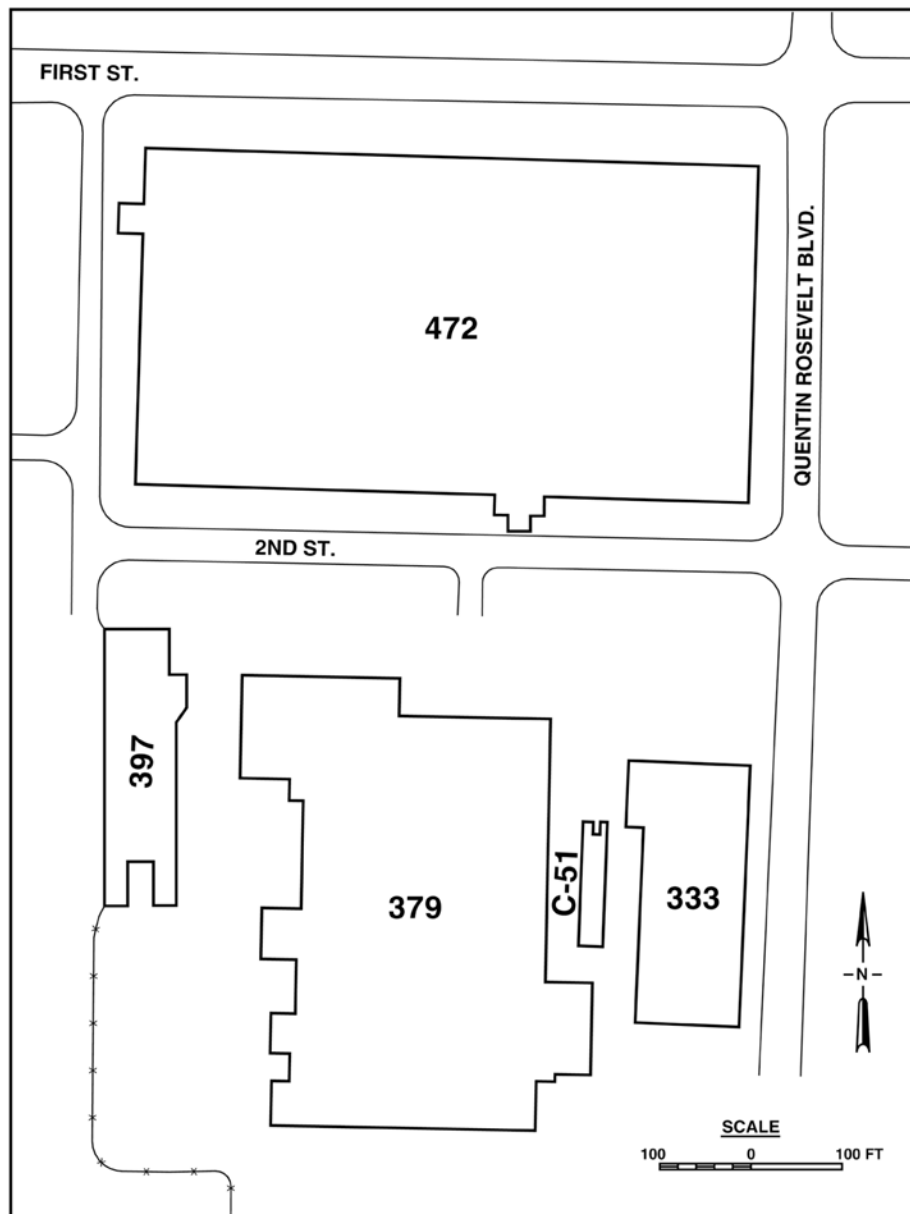 FIRST ST.
QUENTIN ROSEVELT BLVD.
472
2ND ST.
397
379
C-51
333
-N-
SCALE
100 0 100 FT